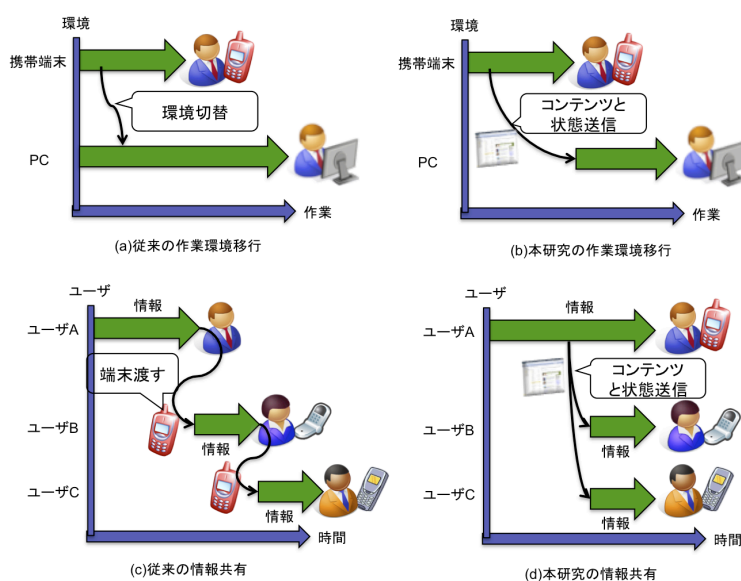 環境
携帯端末
環境切替
PC
作業
(a)従来の作業環境移行
環境
携帯端末
コンテンツと
状態送信
PC
作業
(b)本研究の作業環境移行
ユーザ
情報
ユーザA
端末渡す
ユーザB
情報
ユーザC
情報
時間
(c)従来の情報共有
ユーザ
情報
ユーザA
コンテンツ
と状態送信
ユーザB
情報
ユーザC
情報
時間
(d)本研究の情報共有